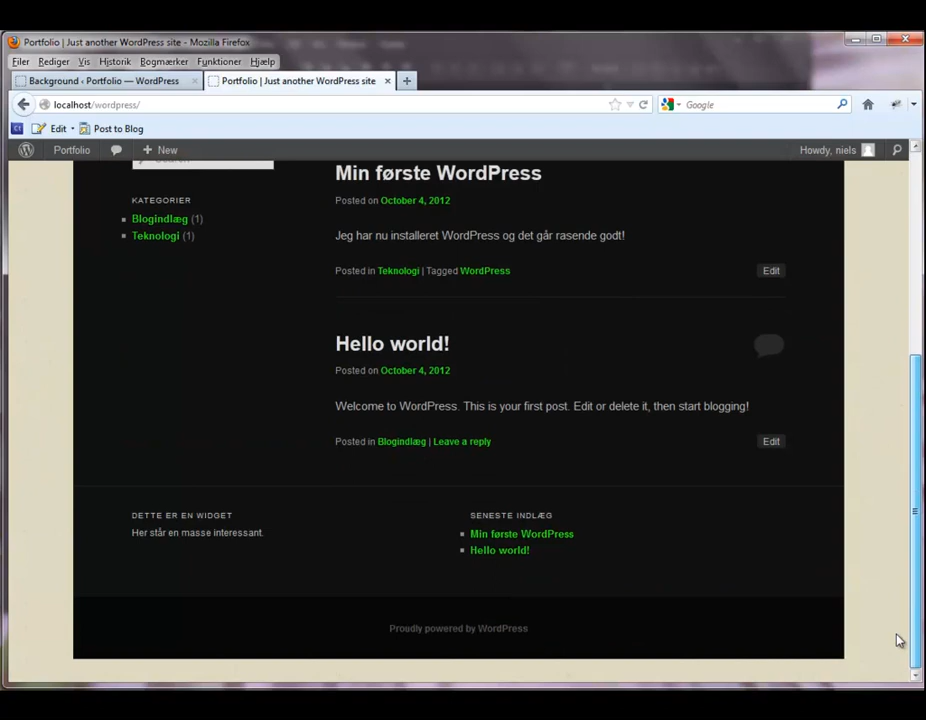 Portfolio | Just another WordPress site - Mozilla Firefox
Filer Rediger Vis Historik Bogmærker Funktioner Hjælp
Background ‹ Portfolio — WordPress × Portfolio | Just another WordPress site × +
localhost/wordpress/ Google
Edit Post to Blog
Portfolio + New Howdy, niels
Min første WordPress
Posted on October 4, 2012
KATEGORIER
Blogindlæg (1)
Teknologi (1)
Jeg har nu installeret WordPress og det går rasende godt!
Posted in Teknologi | Tagged WordPress Edit
Hello world!
Posted on October 4, 2012
Welcome to WordPress. This is your first post. Edit or delete it, then start blogging!
Posted in Blogindlæg | Leave a reply Edit
DETTE ER EN WIDGET
Her står en masse interessant.
SENESTE INDLÆG
Min første WordPress
Hello world!
Proudly powered by WordPress